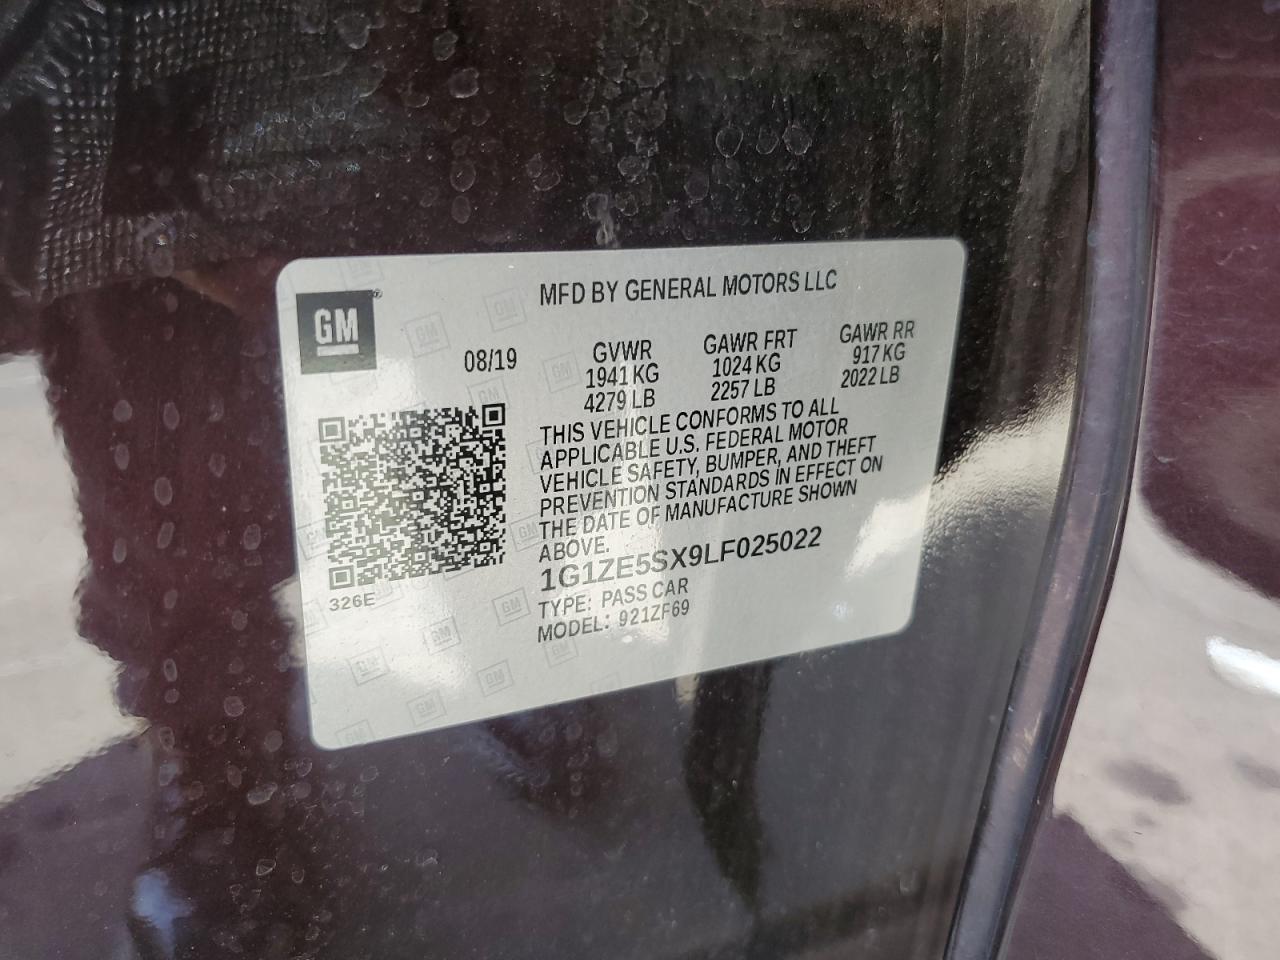 MFD BY GENERAL MOTORS LLC
GM
08/19
GVWR GAWR FRT GAWR RR
1941 KG 1024 KG 917 KG
4279 LB 2257 LB 2022 LB
THIS VEHICLE CONFORMS TO ALL
APPLICABLE U.S. FEDERAL MOTOR
VEHICLE SAFETY, BUMPER, AND THEFT
PREVENTION STANDARDS IN EFFECT ON
THE DATE OF MANUFACTURE SHOWN
ABOVE.
1G1ZE5SX9LF025022
TYPE: PASS CAR
MODEL: 921ZF69
326E